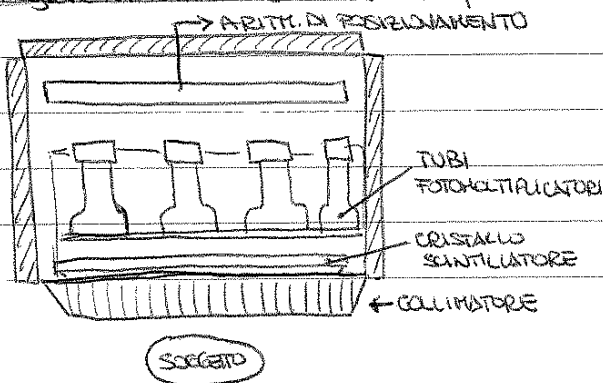 ARITM. DI POSIZIONAMENTO
TUBI
FOTOMOLTIPLICATORI
CRISTALLO
SCINTILLATORE
COLLIMATORE
SOGGETTO